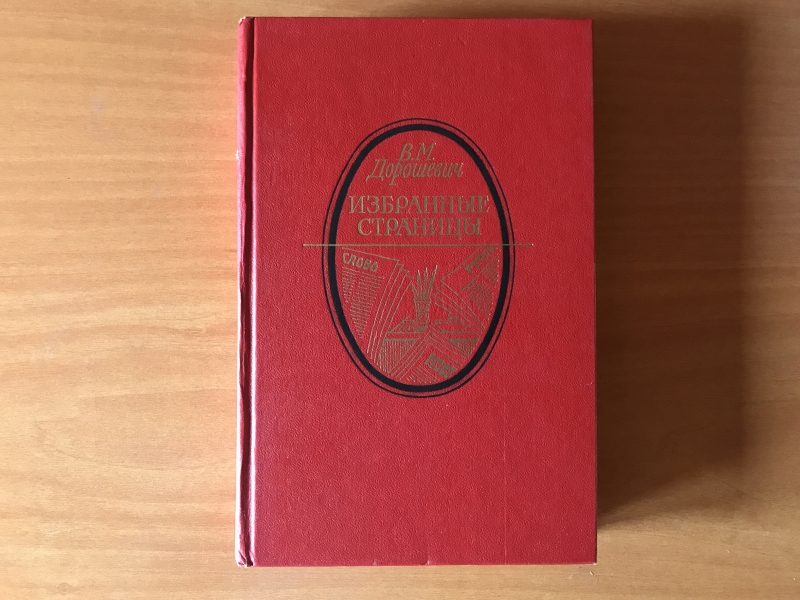 В.М.
Дорошевич
ИЗБРАННЫЕ
СТРАНИЦЫ
СЛОВО